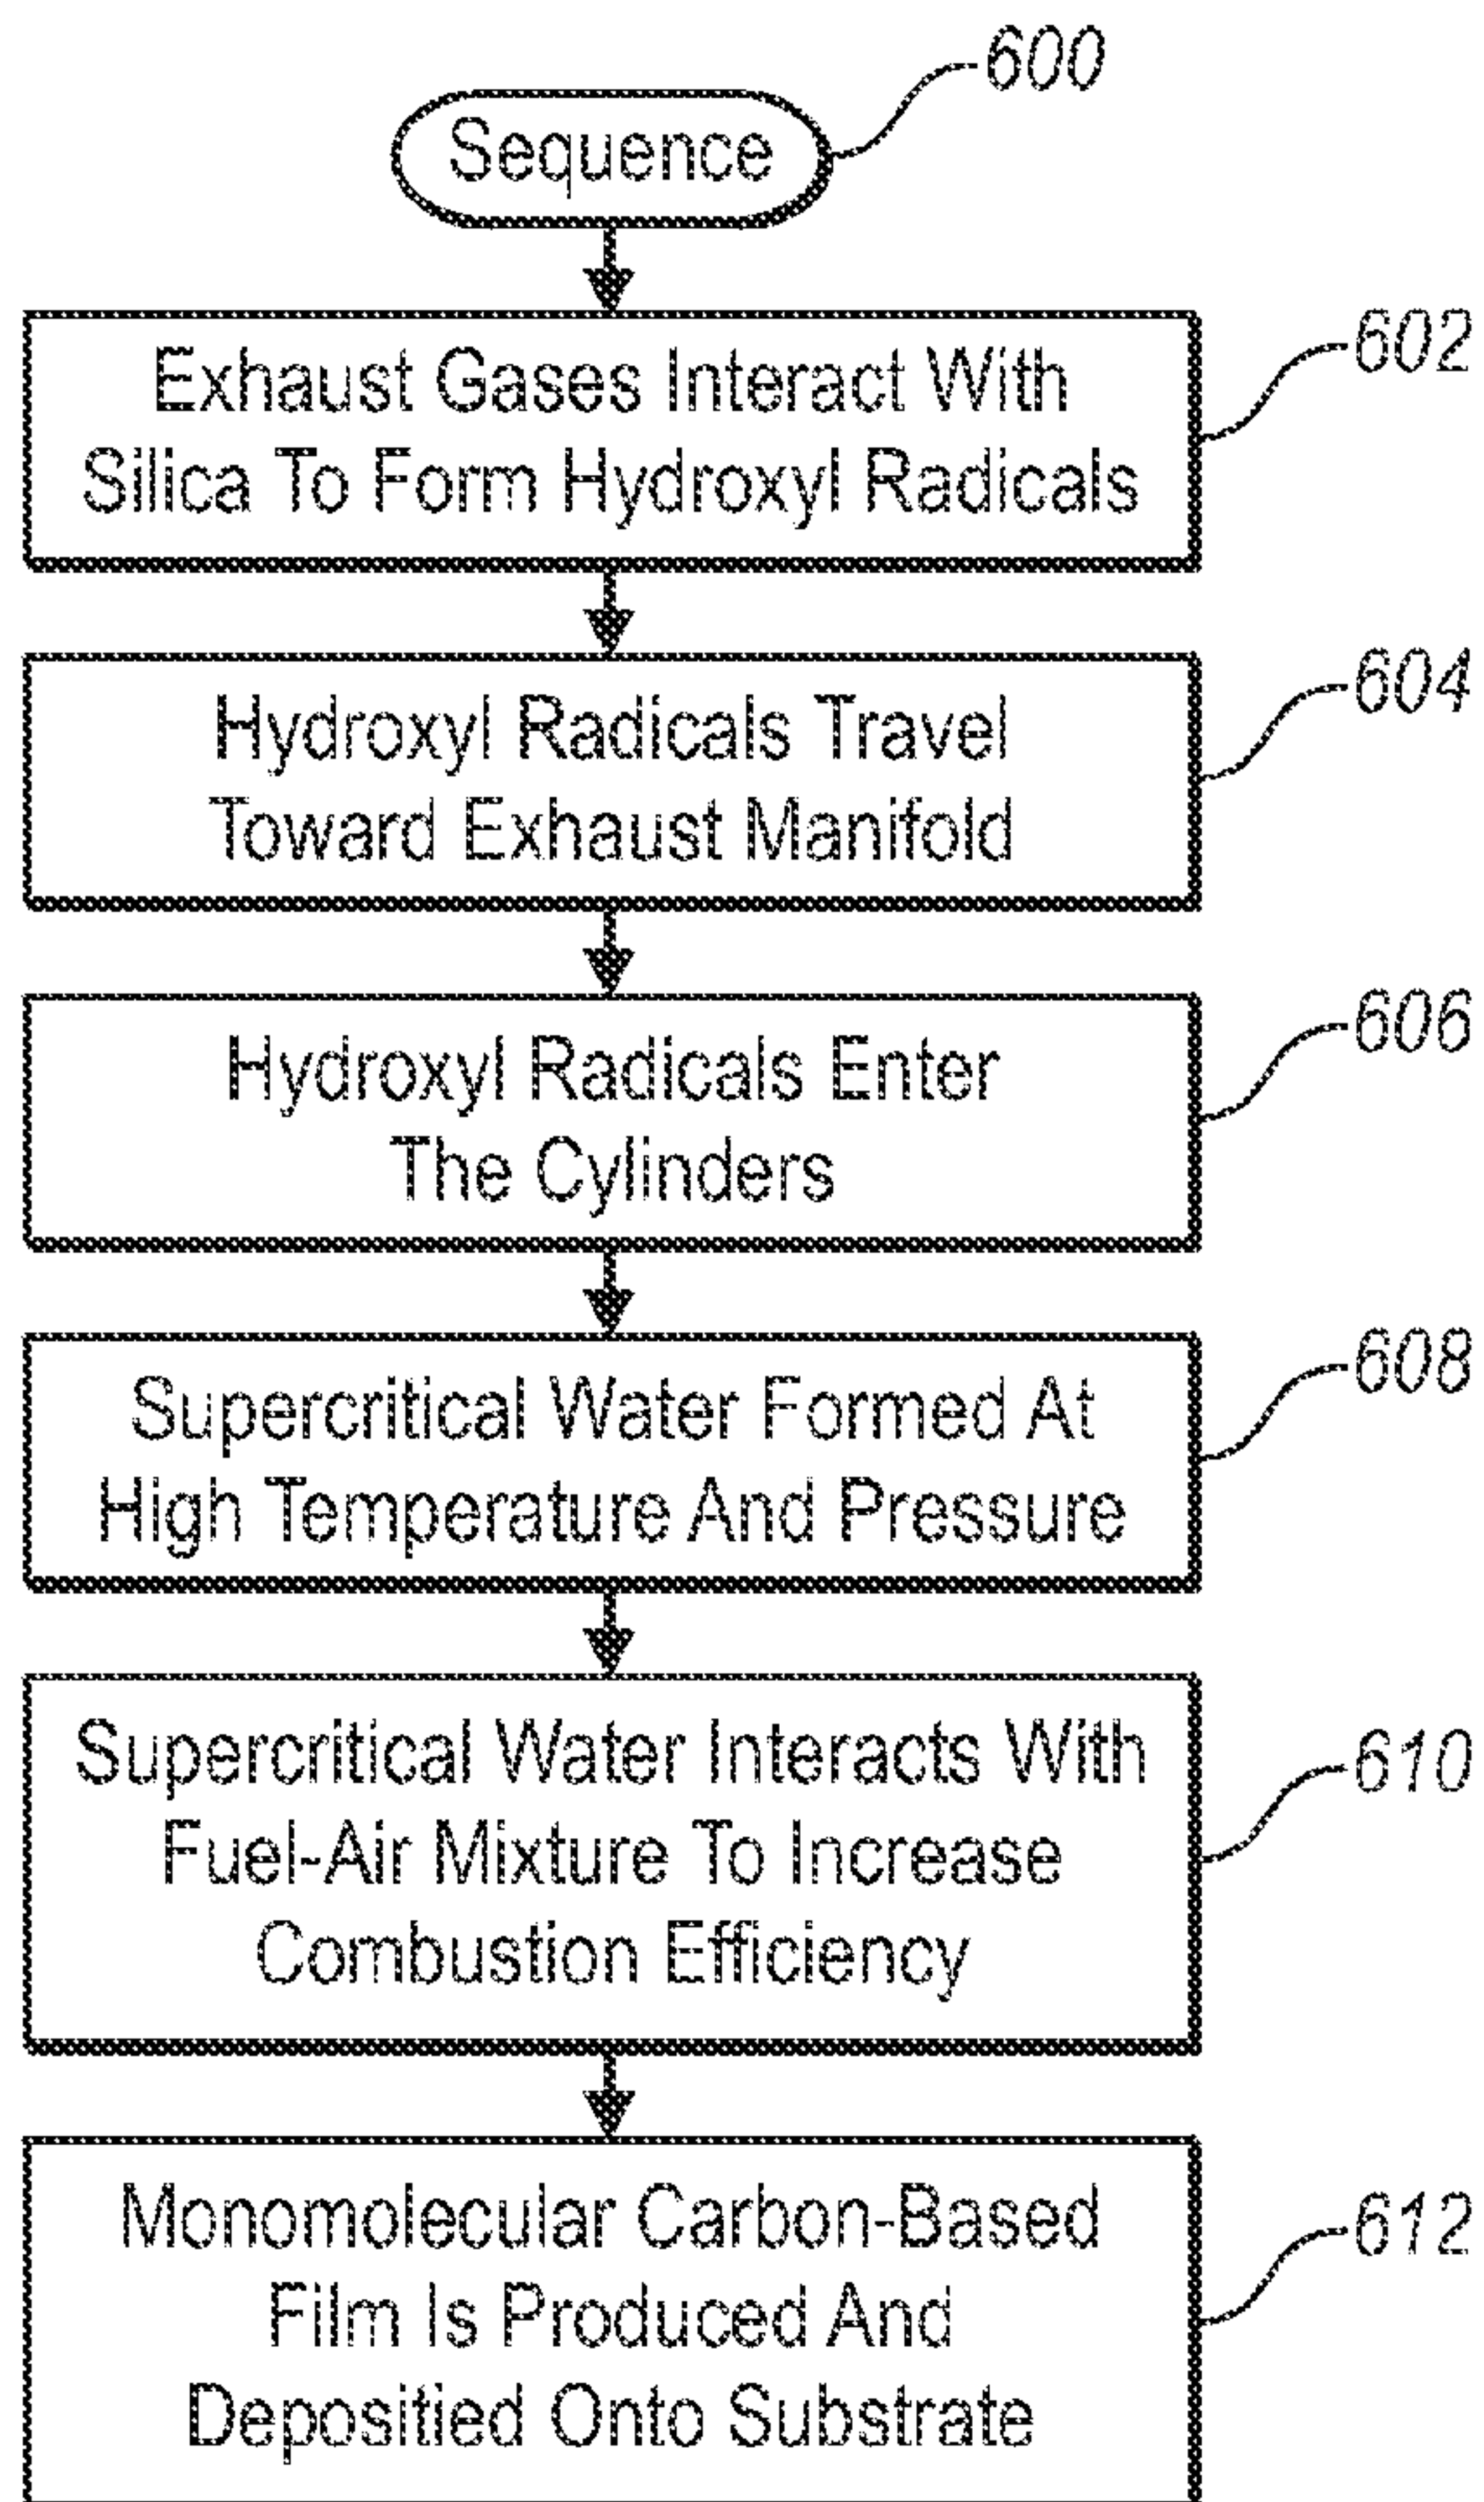 600
Sequence
602
Exhaust Gases Interact With
Silica To Form Hydroxyl Radicals
604
Hydroxyl Radicals Travel
Toward Exhaust Manifold
606
Hydroxyl Radicals Enter
The Cylinders
608
Supercritical Water Formed At
High Temperature And Pressure
610
Supercritical Water Interacts With
Fuel-Air Mixture To Increase
Combustion Efficiency
612
Monomolecular Carbon-Based
Film Is Produced And
Depositied Onto Substrate